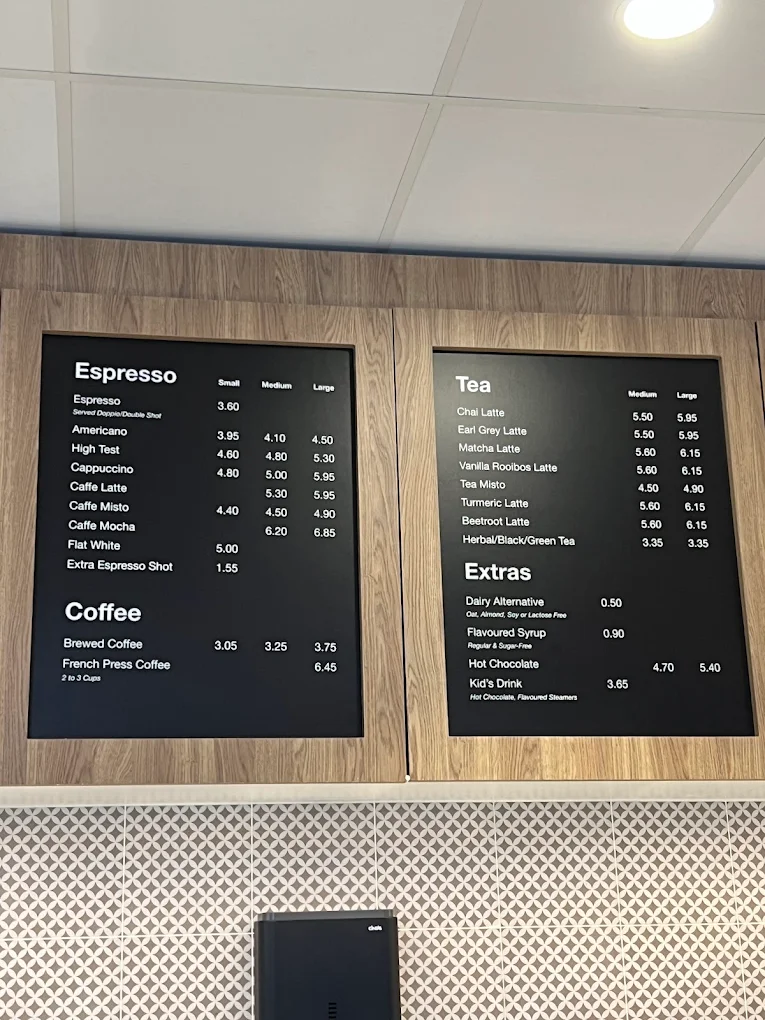 Espresso Small Medium Large
Espresso 3.60
Served Doppio/Double Shot
Americano 3.95 4.10 4.50
High Test 4.60 4.80 5.30
Cappuccino 4.80 5.00 5.95
Caffe Latte 5.30 5.95
Caffe Misto 4.40 4.50 4.90
Caffe Mocha 6.20 6.85
Flat White 5.00
Extra Espresso Shot 1.55
Coffee
Brewed Coffee 3.05 3.25 3.75
French Press Coffee 6.45
2 to 3 Cups
Tea Medium Large
Chai Latte 5.50 5.95
Earl Grey Latte 5.50 5.95
Matcha Latte 5.60 6.15
Vanilla Rooibos Latte 5.60 6.15
Tea Misto 4.50 4.90
Turmeric Latte 5.60 6.15
Beetroot Latte 5.60 6.15
Herbal/Black/Green Tea 3.35 3.35
Extras
Dairy Alternative 0.50
Oat, Almond, Soy or Lactose Free
Flavoured Syrup 0.90
Regular & Sugar-Free
Hot Chocolate 4.70 5.40
Kid's Drink 3.65
Hot Chocolate, Flavoured Steamers